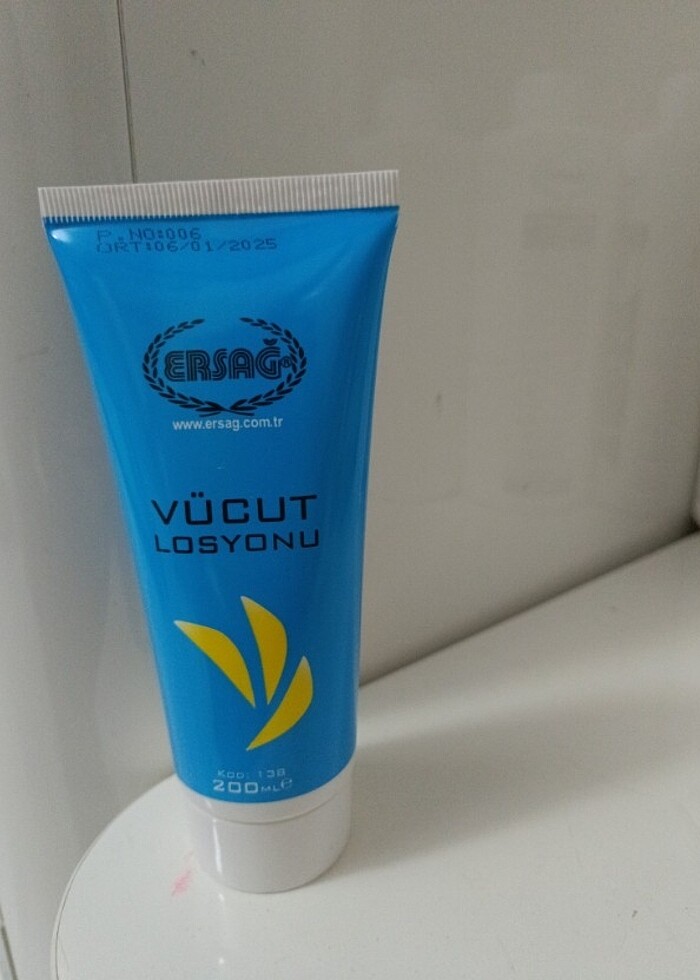 P.NO:006
ÜRT:06/01/2025
ERSAĞ®
www.ersag.com.tr
VÜCUT
LOSYONU
KOD: 138
200ML ℮